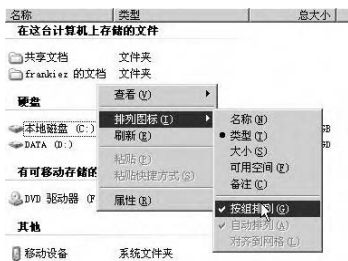 名称 类型 总大小
在这台计算机上存储的文件
共享文档 文件夹
frankiez 的文档 文件夹
硬盘
本地磁盘 (C:)
DATA (D:)
有可移动存储的
DVD 驱动器 (F
其他
移动设备 系统文件夹
查看(V)
排列图标(I)
刷新(E)
粘贴(P)
粘贴快捷方式(S)
属性(R)
名称(N)
类型(T)
大小(S)
可用空间(F)
备注(C)
按组排列(G)
自动排列(A)
对齐到网格(L)
GB